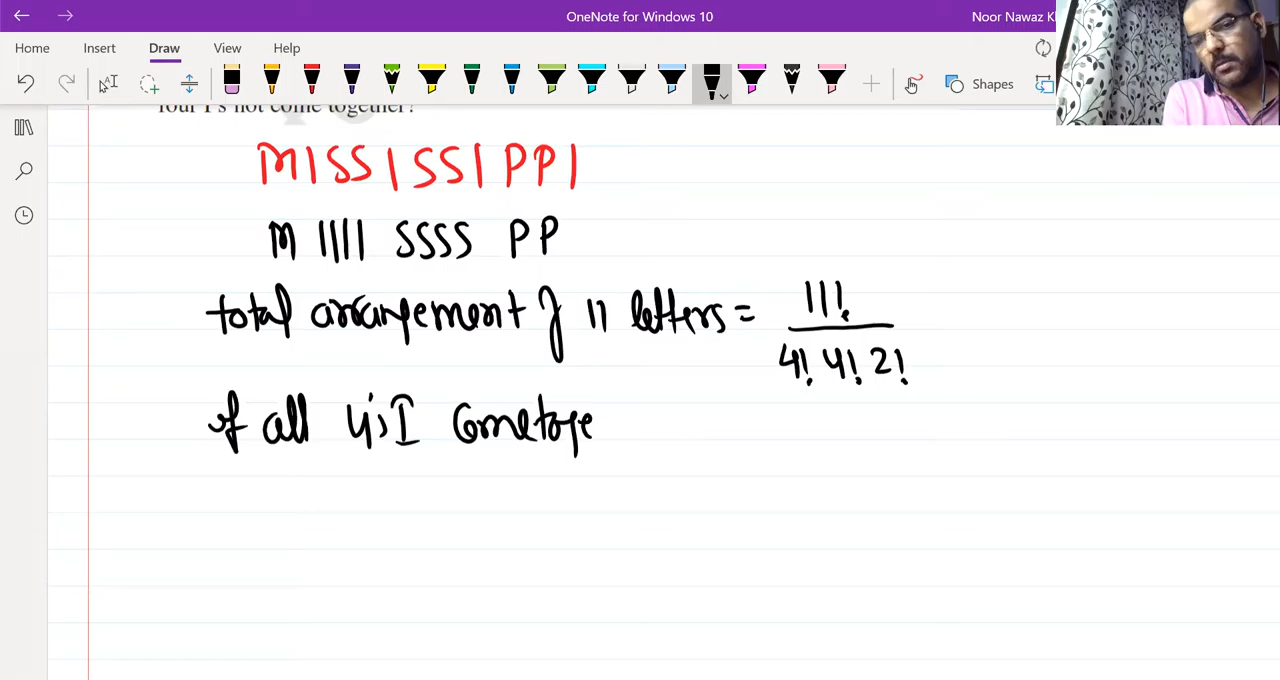 OneNote for Windows 10
Noor Nawaz Kh
Home Insert Draw View Help
Shapes
four I's not come together?
MISSISSIPPI
M IIII SSSS PP
total arrangement of 11 letters = 11! / 4! 4! 2!
if all 4's I Cometoge